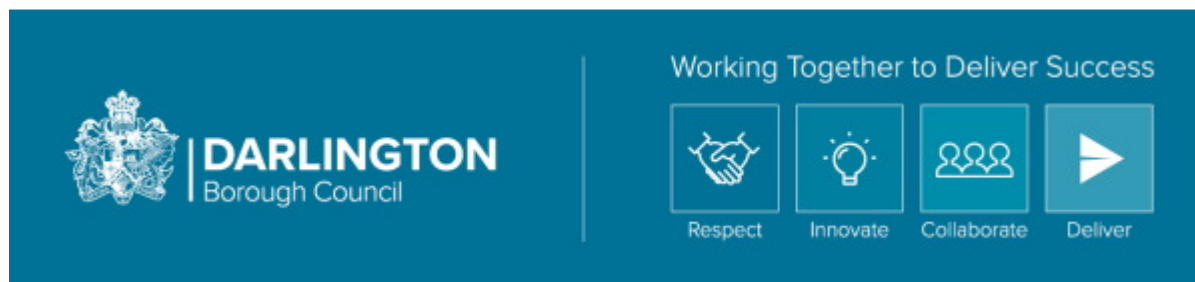 DARLINGTON
Borough Council
Working Together to Deliver Success
Respect
Innovate
Collaborate
Deliver